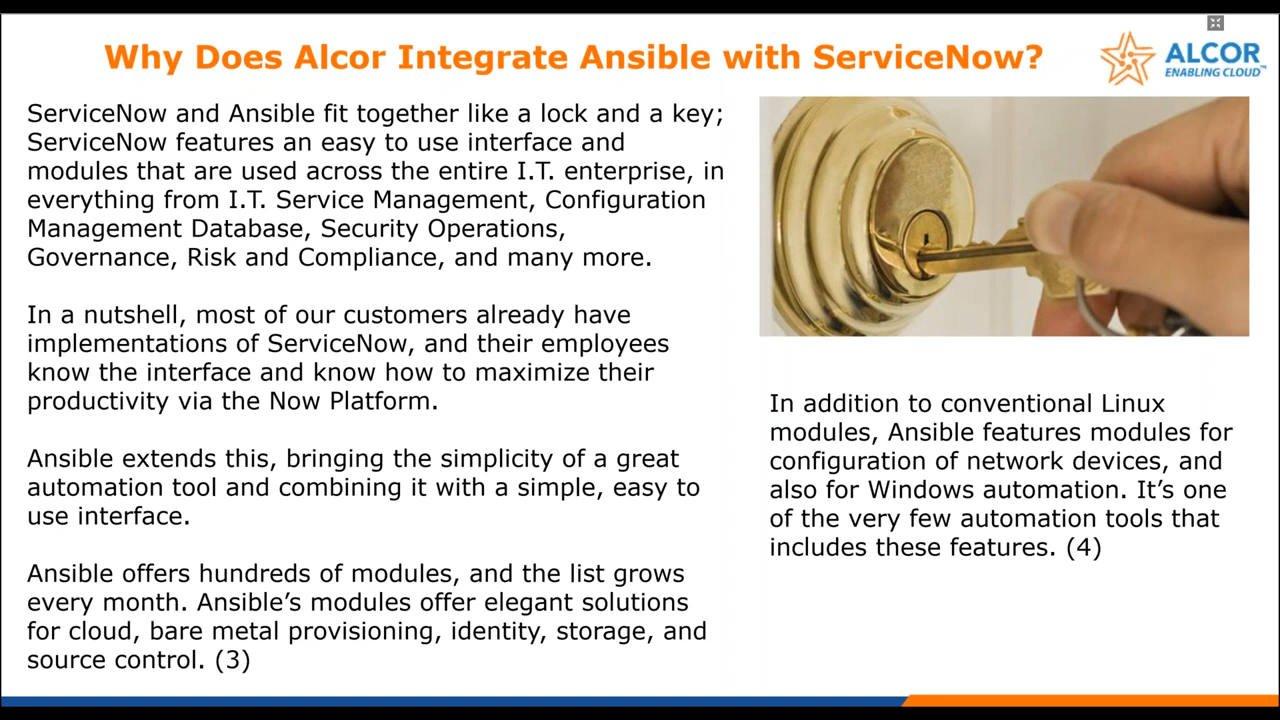 Why Does Alcor Integrate Ansible with ServiceNow?
ALCOR
ENABLING CLOUD™
ServiceNow and Ansible fit together like a lock and a key;
ServiceNow features an easy to use interface and
modules that are used across the entire I.T. enterprise, in
everything from I.T. Service Management, Configuration
Management Database, Security Operations,
Governance, Risk and Compliance, and many more.
In a nutshell, most of our customers already have
implementations of ServiceNow, and their employees
know the interface and know how to maximize their
productivity via the Now Platform.
Ansible extends this, bringing the simplicity of a great
automation tool and combining it with a simple, easy to
use interface.
Ansible offers hundreds of modules, and the list grows
every month. Ansible’s modules offer elegant solutions
for cloud, bare metal provisioning, identity, storage, and
source control. (3)
In addition to conventional Linux
modules, Ansible features modules for
configuration of network devices, and
also for Windows automation. It’s one
of the very few automation tools that
includes these features. (4)